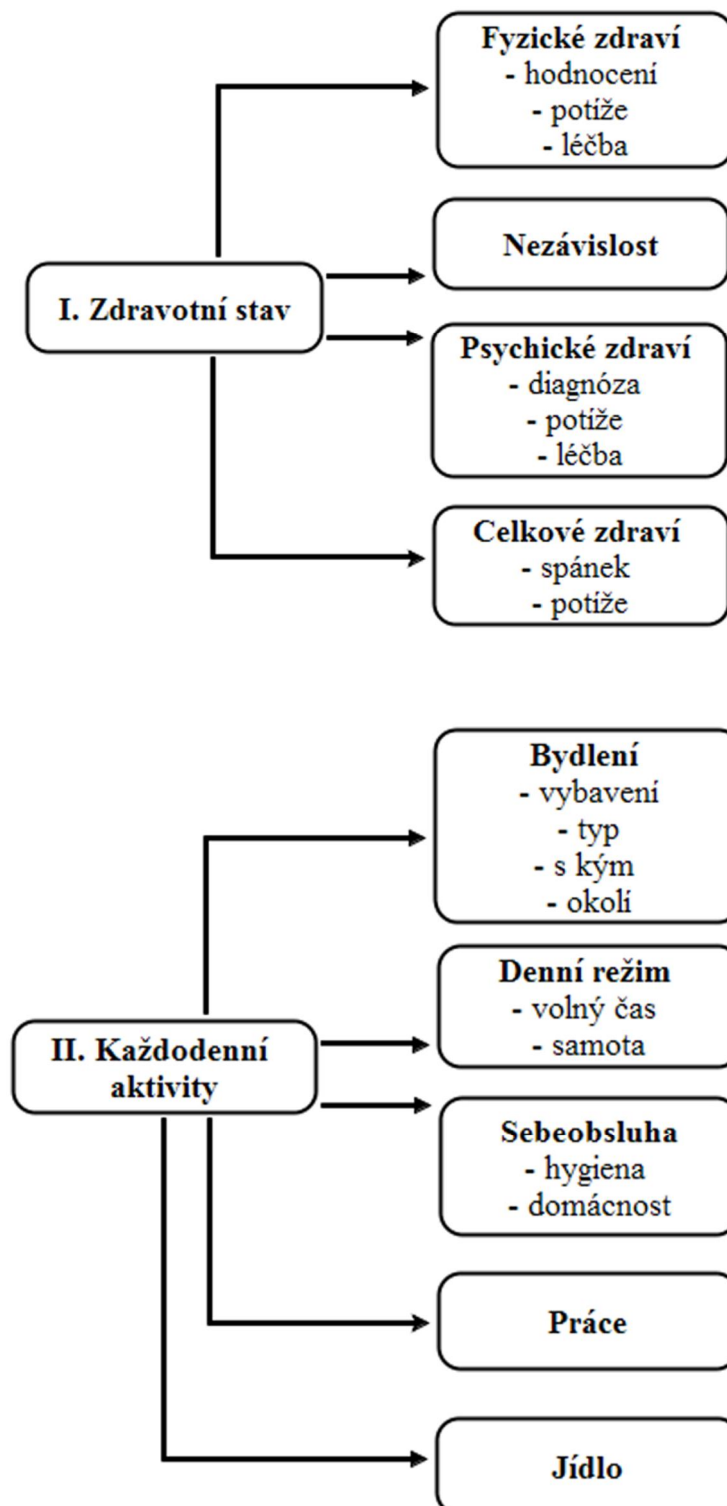 Fyzické zdraví
- hodnocení
- potíže
- léčba
Nezávislost
I. Zdravotní stav
Psychické zdraví
- diagnóza
- potíže
- léčba
Celkové zdraví
- spánek
- potíže
Bydlení
- vybavení
- typ
- s kým
- okolí
Denní režim
- volný čas
- samota
II. Každodenní
aktivity
Sebeobsluha
- hygiena
- domácnost
Práce
Jídlo